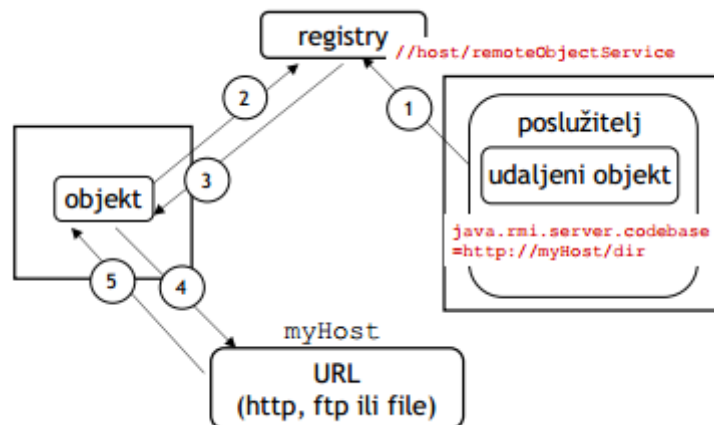 registry
//host/remoteObjectService
2
1
poslužitelj
udaljeni objekt
3
objekt
java.rmi.server.codebase
=http://myHost/dir
5
4
myHost
URL
(http, ftp ili file)